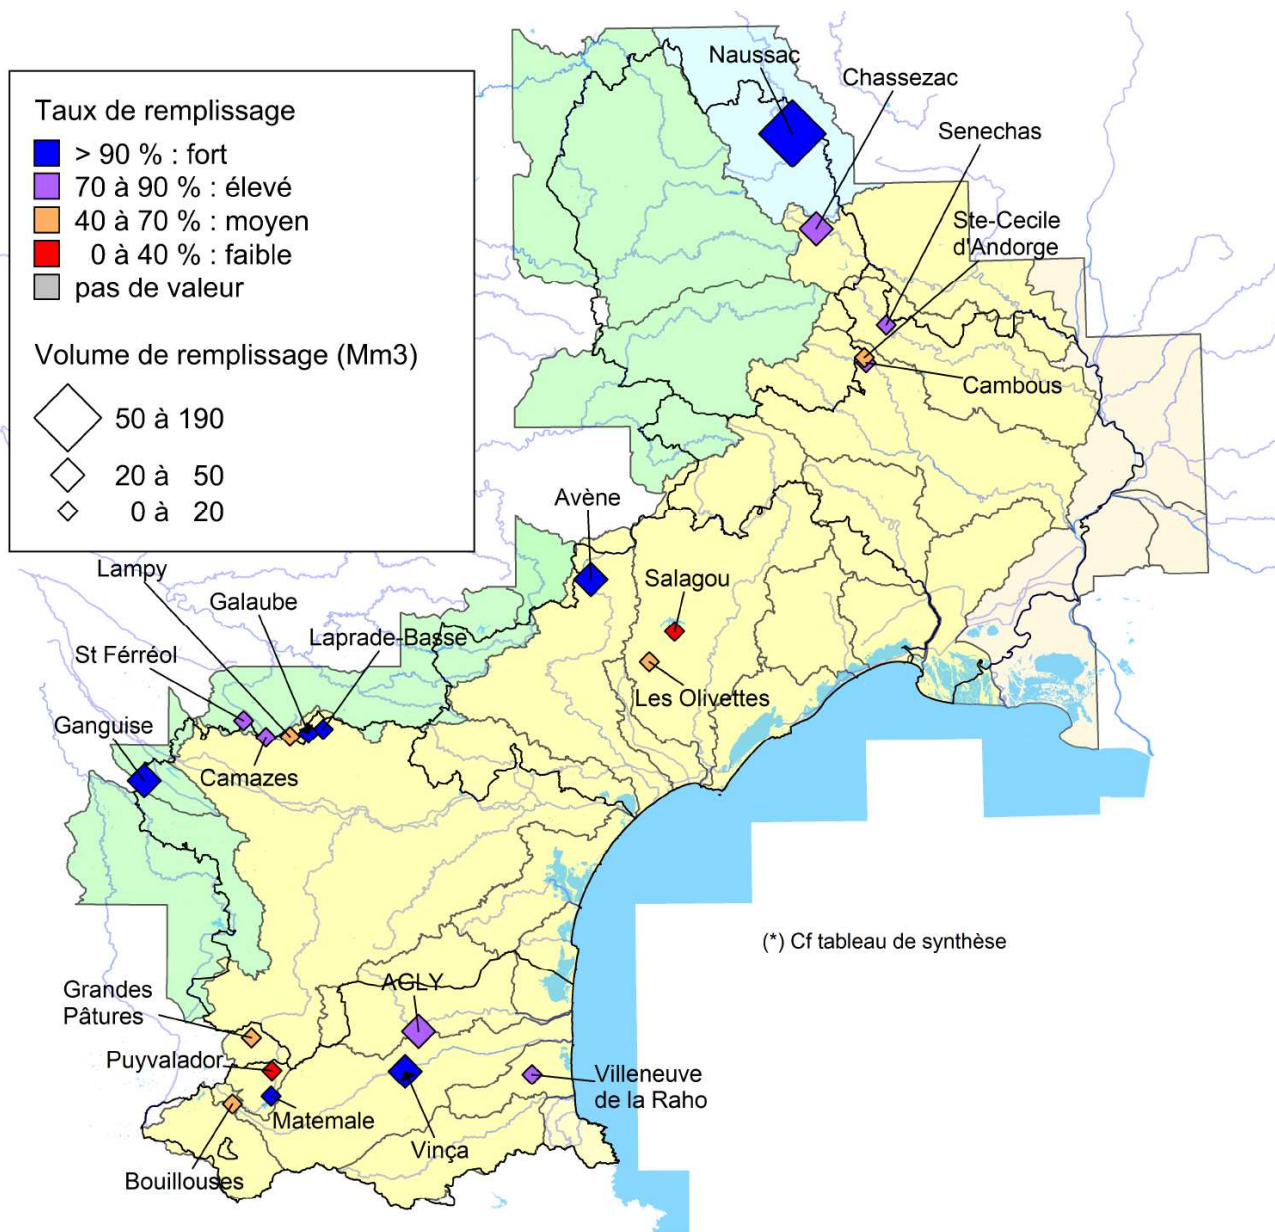 Naussac
Chassezac
Senechas
Taux de remplissage
> 90 % : fort
70 à 90 % : élevé
40 à 70 % : moyen
0 à 40 % : faible
pas de valeur
Ste-Cecile
d'Andorge
Volume de remplissage (Mm3)
50 à 190
20 à 50
0 à 20
Cambous
Avène
Lampy
Salagou
Galaube
Laprade-Basse
St Férréol
Les Olivettes
Ganguise
Camazes
(*) Cf tableau de synthèse
AGLY
Grandes
Pâtures
Puyvalador
Villeneuve
de la Raho
Matemale
Vinça
Bouillouses